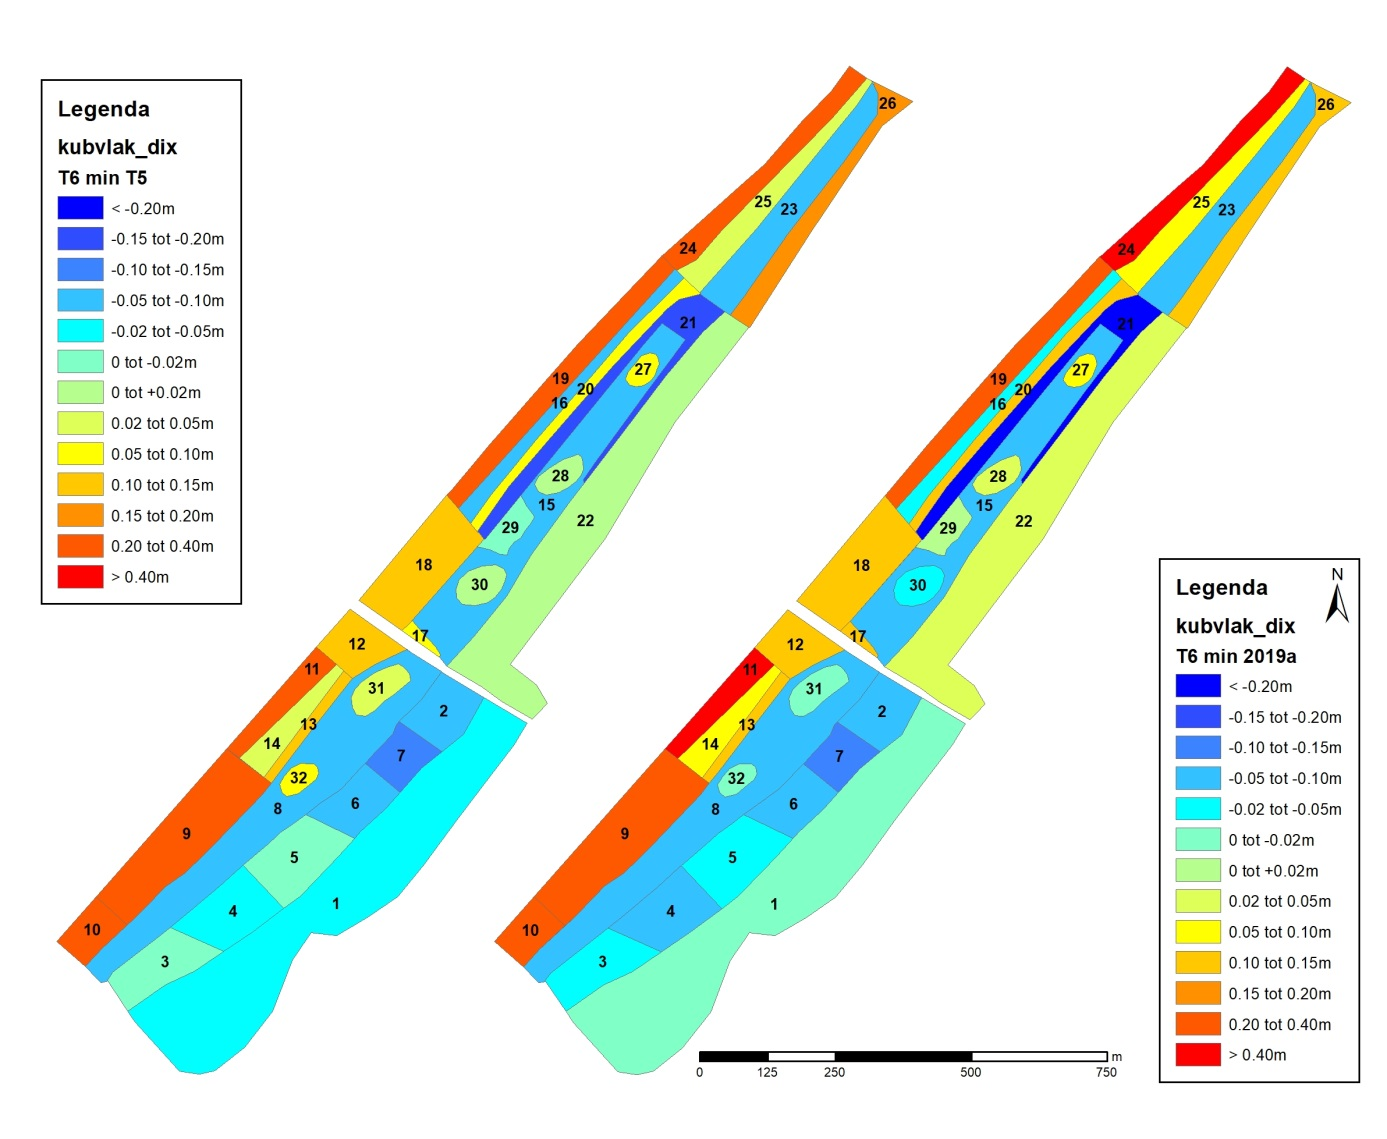 Legenda
kubvlak_dix
T6 min T5
< -0.20m
-0.15 tot -0.20m
-0.10 tot -0.15m
-0.05 tot -0.10m
-0.02 tot -0.05m
0 tot -0.02m
0 tot +0.02m
0.02 tot 0.05m
0.05 tot 0.10m
0.10 tot 0.15m
0.15 tot 0.20m
0.20 tot 0.40m
> 0.40m
26
25
23
24
21
27
19
20
16
28
15
29
22
18
30
17
12
11
31
2
13
14
7
32
6
8
9
5
1
4
10
3
26
25
23
24
21
27
19
20
16
28
15
29
22
18
30
17
12
11
31
2
13
14
7
32
6
8
9
5
1
4
10
3
Legenda
N
kubvlak_dix
T6 min 2019a
< -0.20m
-0.15 tot -0.20m
-0.10 tot -0.15m
-0.05 tot -0.10m
-0.02 tot -0.05m
0 tot -0.02m
0 tot +0.02m
0.02 tot 0.05m
0.05 tot 0.10m
0.10 tot 0.15m
0.15 tot 0.20m
0.20 tot 0.40m
> 0.40m
m
0 125 250 500 750